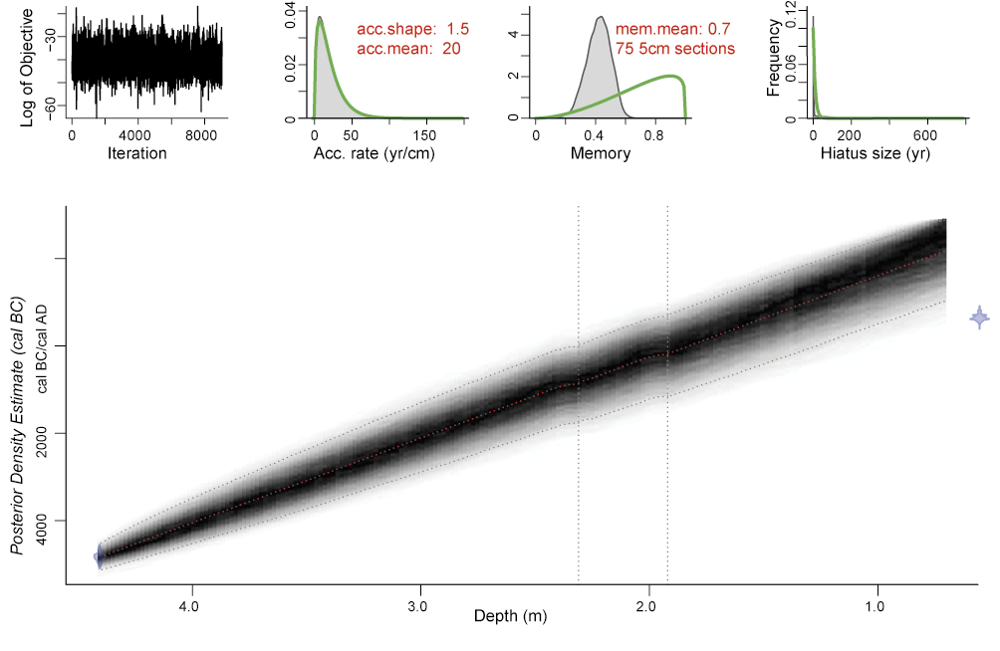 Log of Objective
-30
-60
0
4000
8000
Iteration
0.04
0.02
0
acc.shape: 1.5
acc.mean: 20
0
50
150
Acc. rate (yr/cm)
4
2
0
mem.mean: 0.7
75 5cm sections
0
0.4
0.8
Memory
Frequency
0.12
0.06
0
0
200
600
Hiatus size (yr)
Posterior Density Estimate (cal BC)
cal BC/cal AD
2000
4000
4.0
3.0
2.0
1.0
Depth (m)